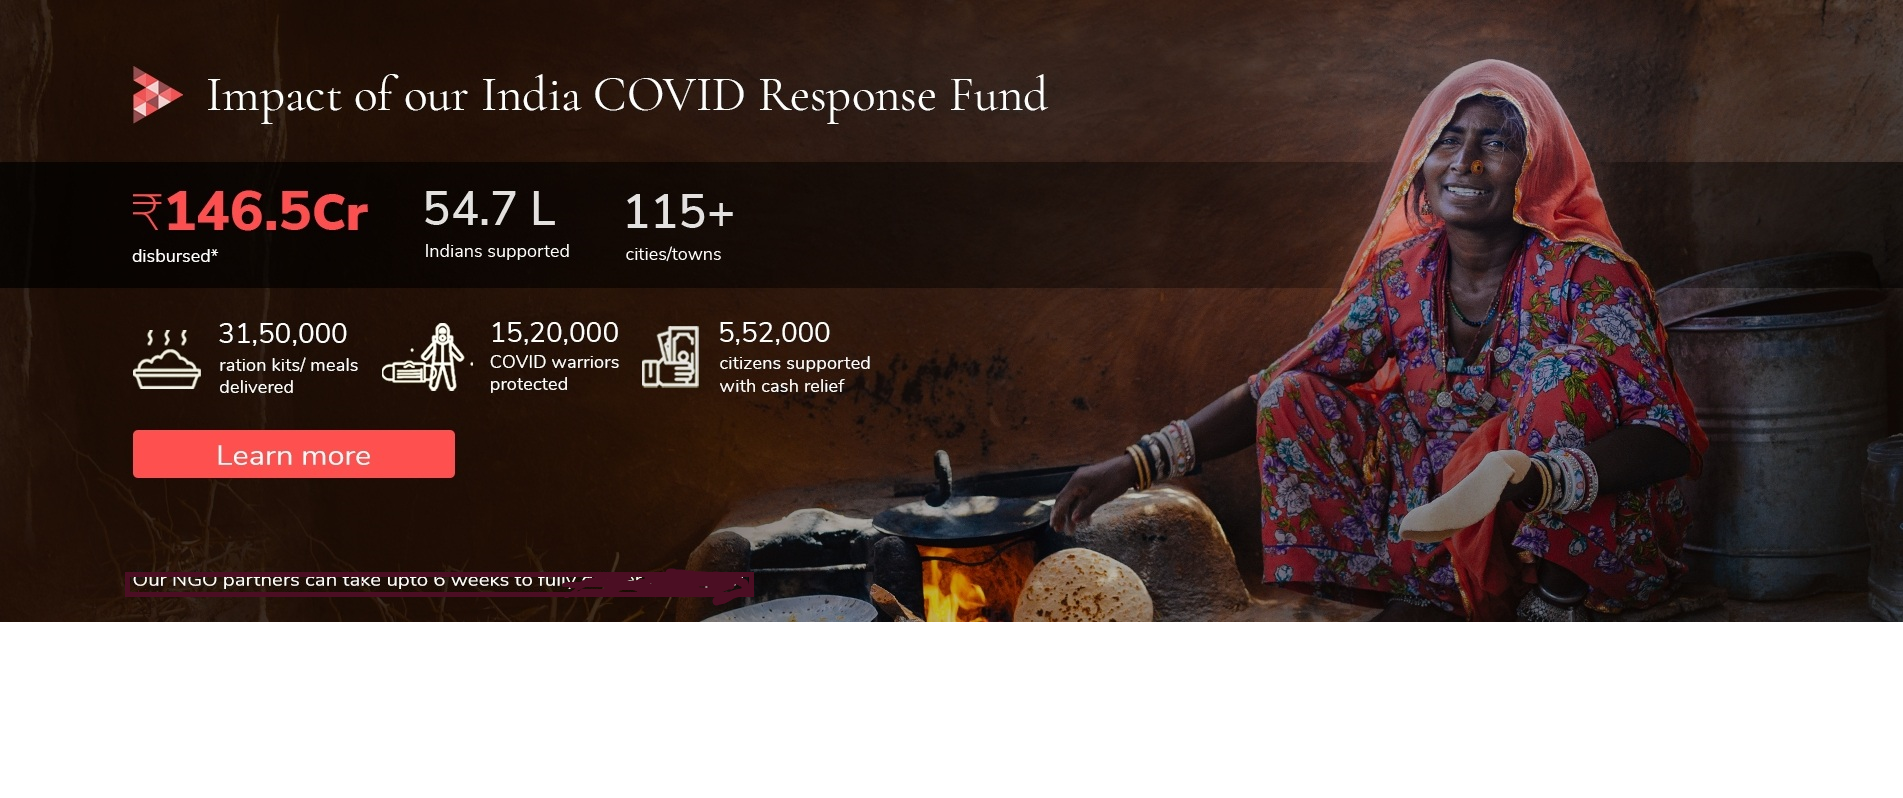 Impact of our India COVID Response Fund
₹146.5Cr
disbursed*
54.7 L
Indians supported
115+
cities/towns
31,50,000
ration kits/ meals
delivered
15,20,000
COVID warriors
protected
5,52,000
citizens supported
with cash relief
Learn more
Our NGO partners can take upto 6 weeks to fully